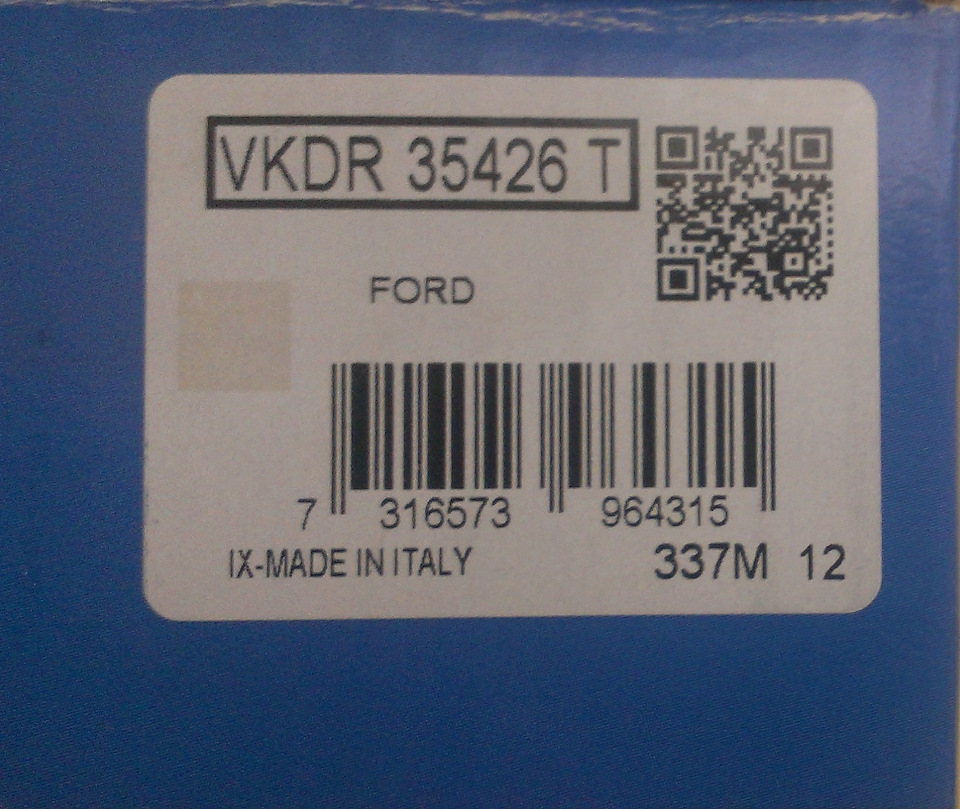 VKDR 35426 T
FORD
7 316573 964315
IX-MADE IN ITALY 337M 12